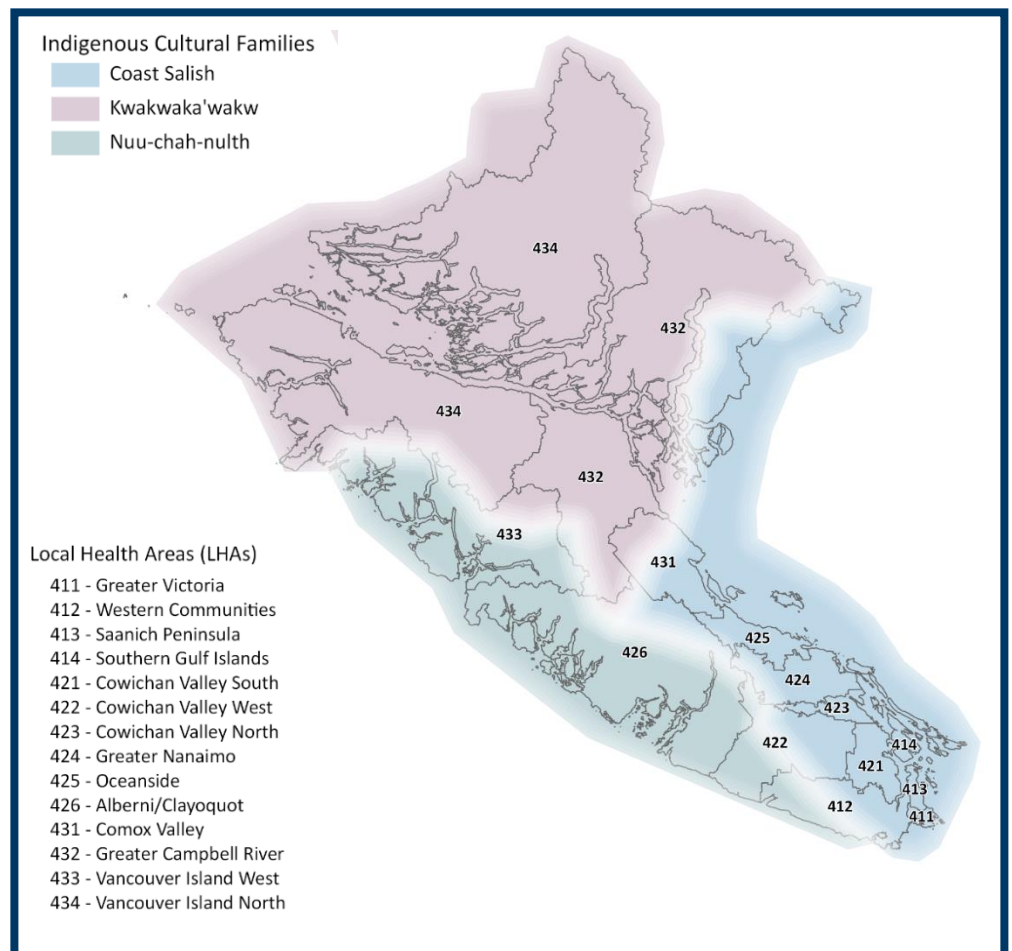 Indigenous Cultural Families
Coast Salish
Kwakwaka'wakw
Nuu-chah-nulth
434
432
434
432
433
431
426
425
424
423
422
414
421
413
412
411
Local Health Areas (LHAs)
411 - Greater Victoria
412 - Western Communities
413 - Saanich Peninsula
414 - Southern Gulf Islands
421 - Cowichan Valley South
422 - Cowichan Valley West
423 - Cowichan Valley North
424 - Greater Nanaimo
425 - Oceanside
426 - Alberni/Clayoquot
431 - Comox Valley
432 - Greater Campbell River
433 - Vancouver Island West
434 - Vancouver Island North